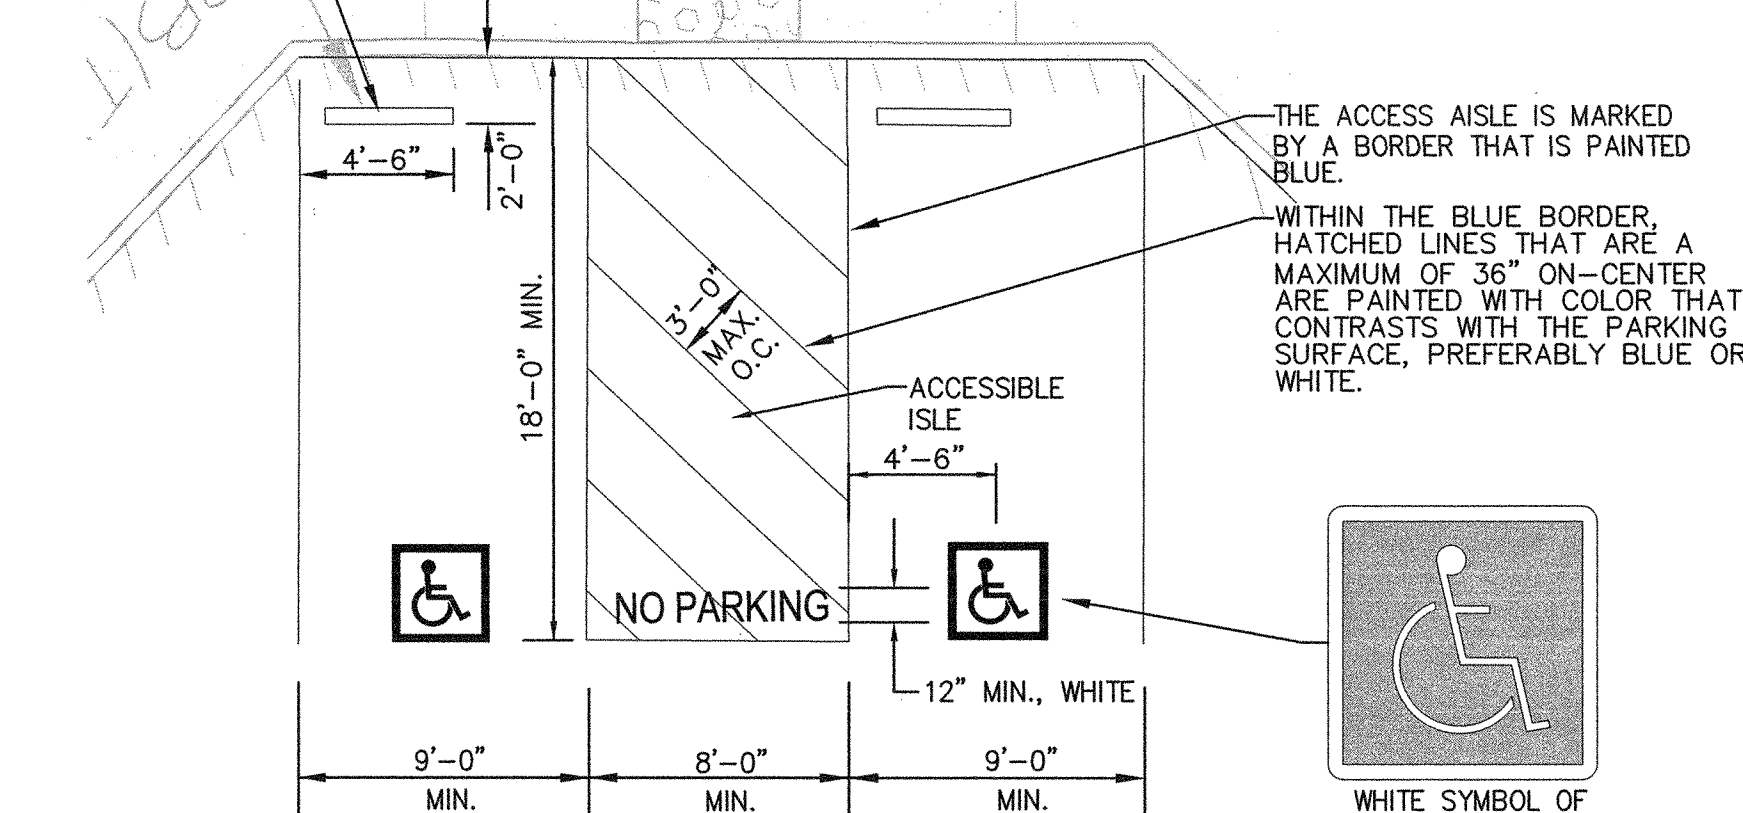 THE ACCESS AISLE IS MARKED
BY A BORDER THAT IS PAINTED
BLUE.
4'-6"
2'-0"
WITHIN THE BLUE BORDER,
HATCHED LINES THAT ARE A
MAXIMUM OF 36" ON-CENTER
ARE PAINTED WITH COLOR THAT
CONTRASTS WITH THE PARKING
SURFACE, PREFERABLY BLUE OR
WHITE.
18'-0" MIN.
3'-0"
MAX.
O.C.
ACCESSIBLE
ISLE
4'-6"
NO PARKING
12" MIN., WHITE
9'-0"
MIN.
8'-0"
MIN.
9'-0"
MIN.
WHITE SYMBOL OF